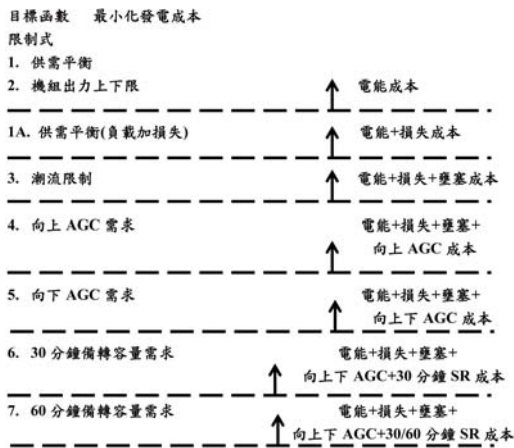 目標函數 最小化發電成本
限制式
1. 供需平衡
2. 機組出力上下限 電能成本
1A. 供需平衡(負載加損失) 電能+損失成本
3. 潮流限制 電能+損失+壅塞成本
4. 向上 AGC 需求 電能+損失+壅塞+
向上 AGC 成本
5. 向下 AGC 需求 電能+損失+壅塞+
向上下 AGC 成本
6. 30 分鐘備轉容量需求 電能+損失+壅塞+
向上下 AGC+30 分鐘 SR 成本
7. 60 分鐘備轉容量需求 電能+損失+壅塞+
向上下 AGC+30/60 分鐘 SR 成本